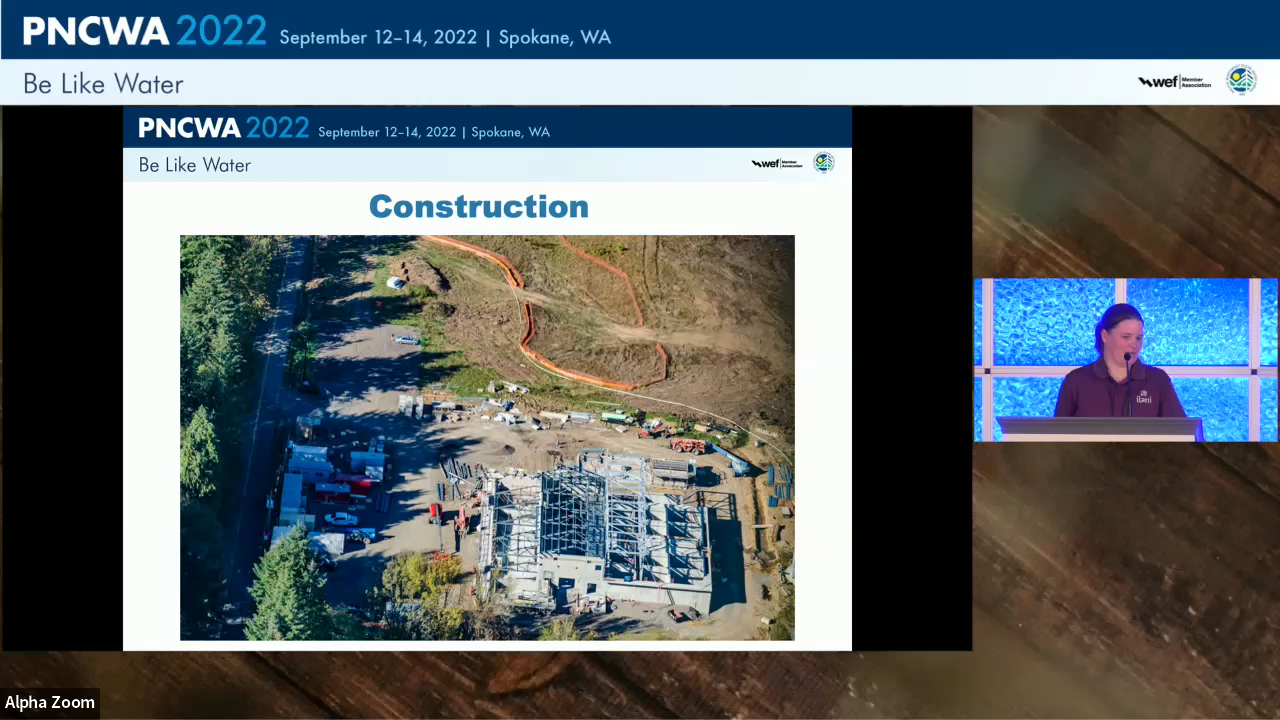 PNCWA 2022 September 12–14, 2022 | Spokane, WA
Be Like Water
wef Member Association
PNCWA 2022 September 12–14, 2022 | Spokane, WA
Be Like Water
wef Member Association
Construction
ilani
Alpha Zoom